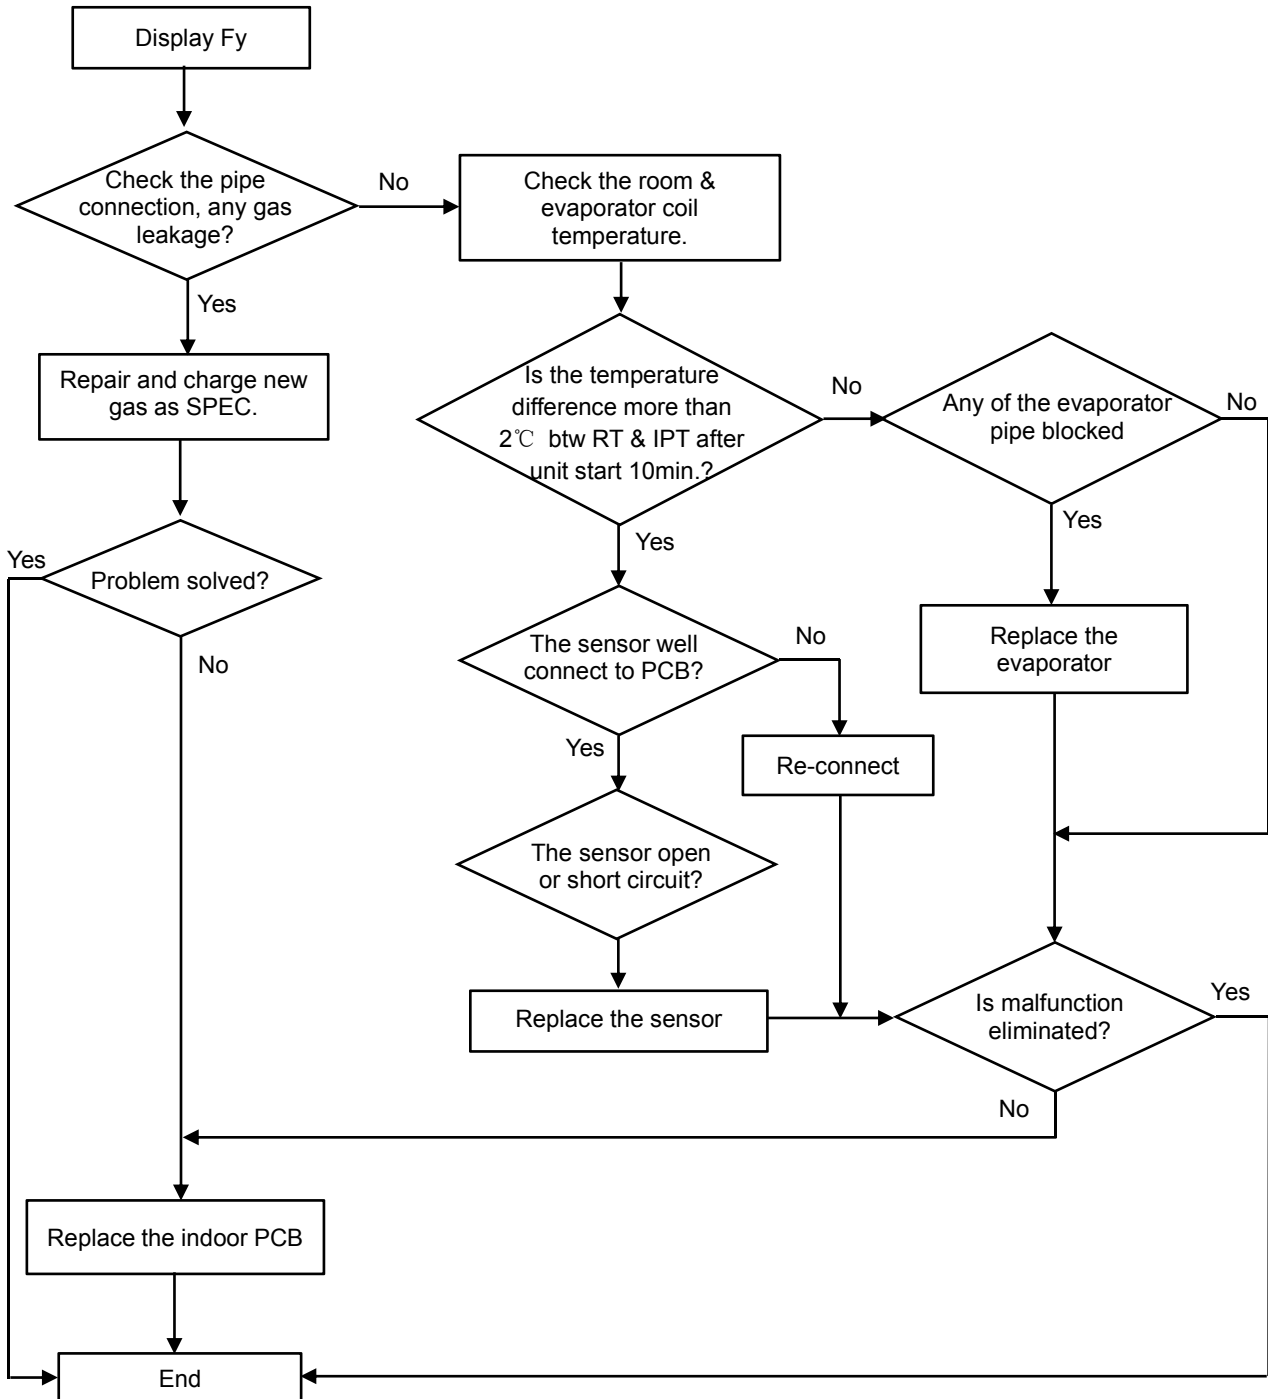 Display Fy
Check the pipe
connection, any gas
leakage?
No
Check the room &
evaporator coil
temperature.
Yes
Repair and charge new
gas as SPEC.
Is the temperature
difference more than
2℃ btw RT & IPT after
unit start 10min.?
No
Any of the evaporator
pipe blocked
No
Yes
Yes
Yes
Problem solved?
No
The sensor well
connect to PCB?
No
Replace the
evaporator
Yes
Re-connect
The sensor open
or short circuit?
Replace the sensor
Is malfunction
eliminated?
Yes
No
Replace the indoor PCB
End